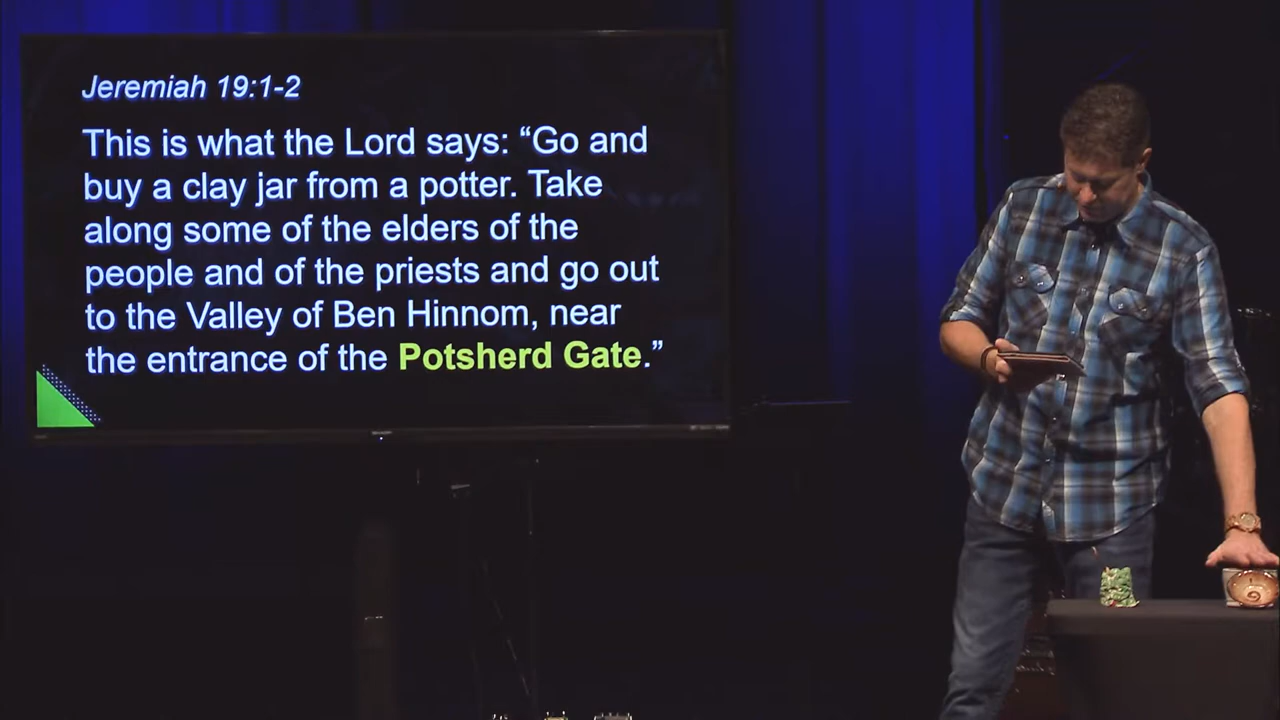 Jeremiah 19:1-2
This is what the Lord says: “Go and
buy a clay jar from a potter. Take
along some of the elders of the
people and of the priests and go out
to the Valley of Ben Hinnom, near
the entrance of the Potsherd Gate.”